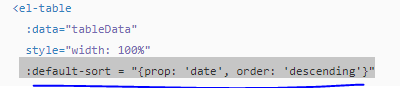 <el-table
:data="tableData"
style="width: 100%"
:default-sort = "{prop: 'date', order: 'descending'}"